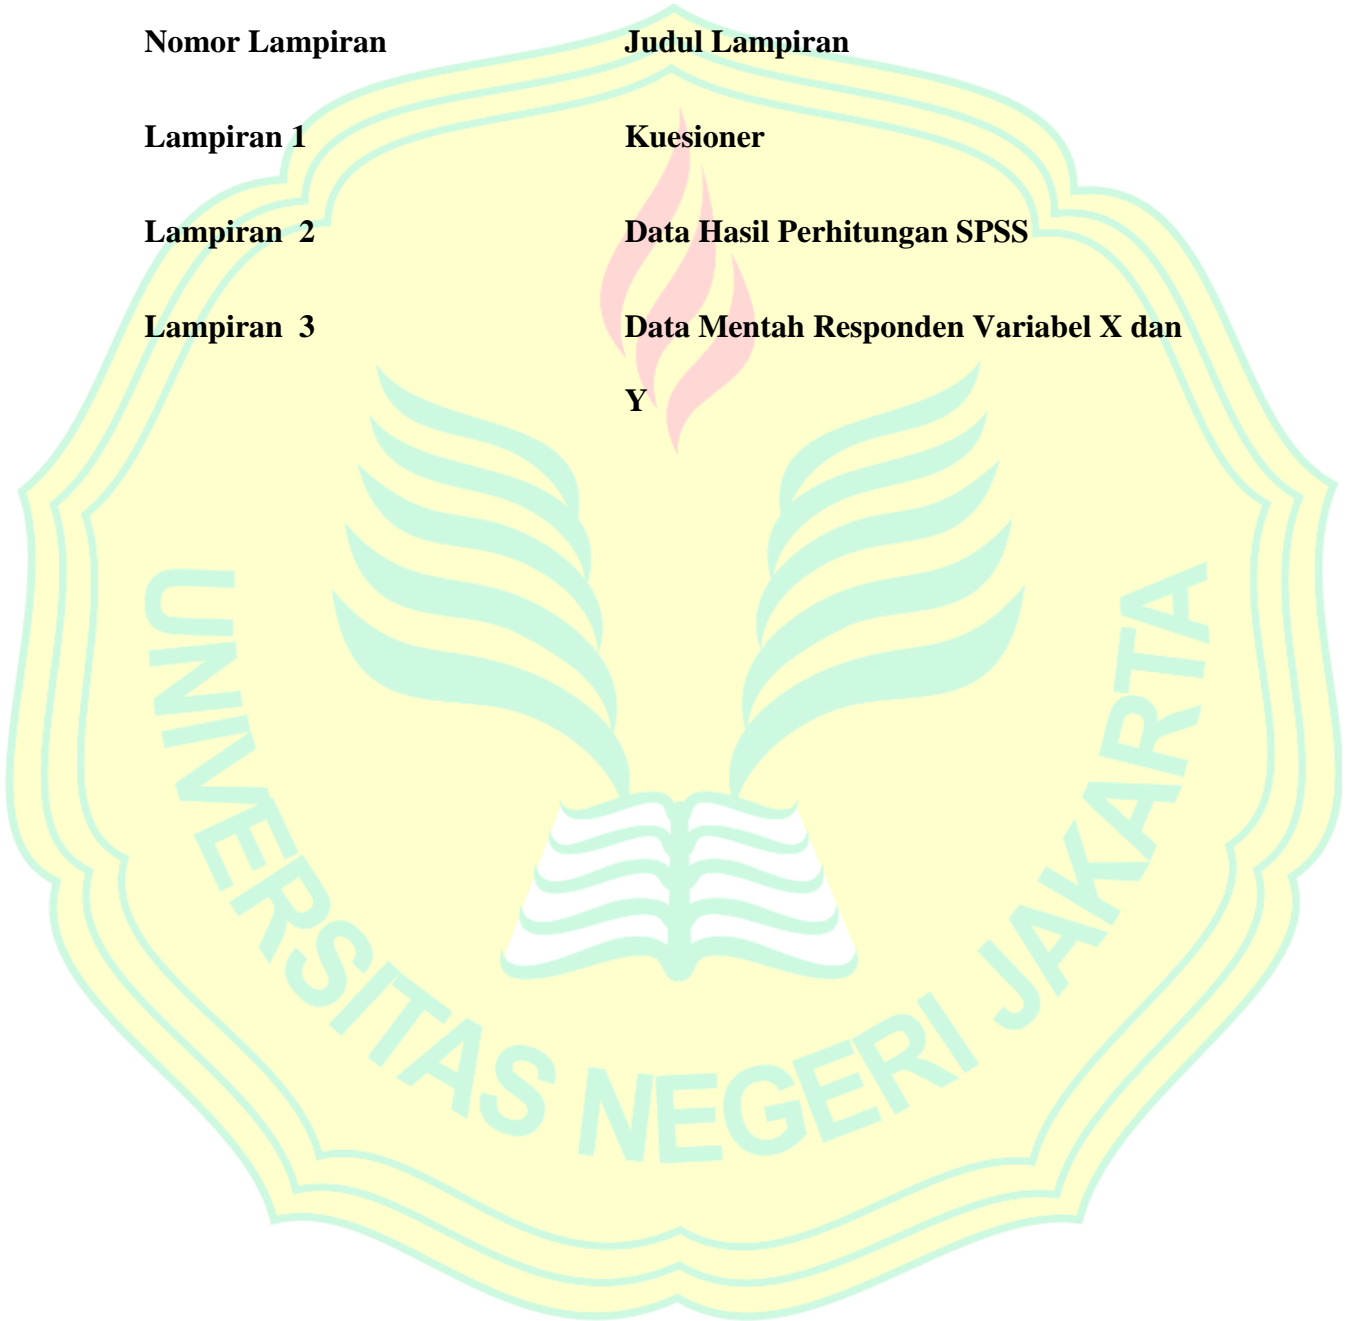 Nomor Lampiran Judul Lampiran
Lampiran 1 Kuesioner
Lampiran 2 Data Hasil Perhitungan SPSS
Lampiran 3 Data Mentah Responden Variabel X dan
Y
UNIVERSITAS NEGERI JAKARTA